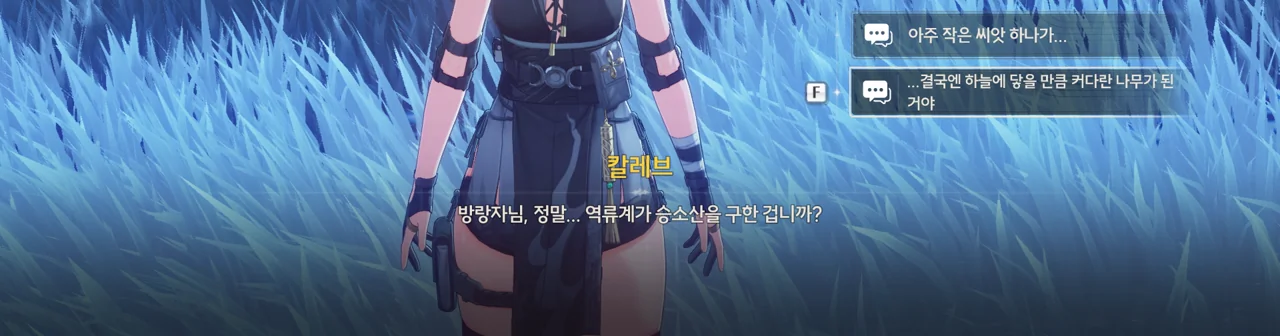 아주 작은 씨앗 하나가...
F
...결국엔 하늘에 닿을 만큼 커다란 나무가 된
거야
칼레브
방랑자님, 정말... 역류계가 승소산을 구한 겁니까?